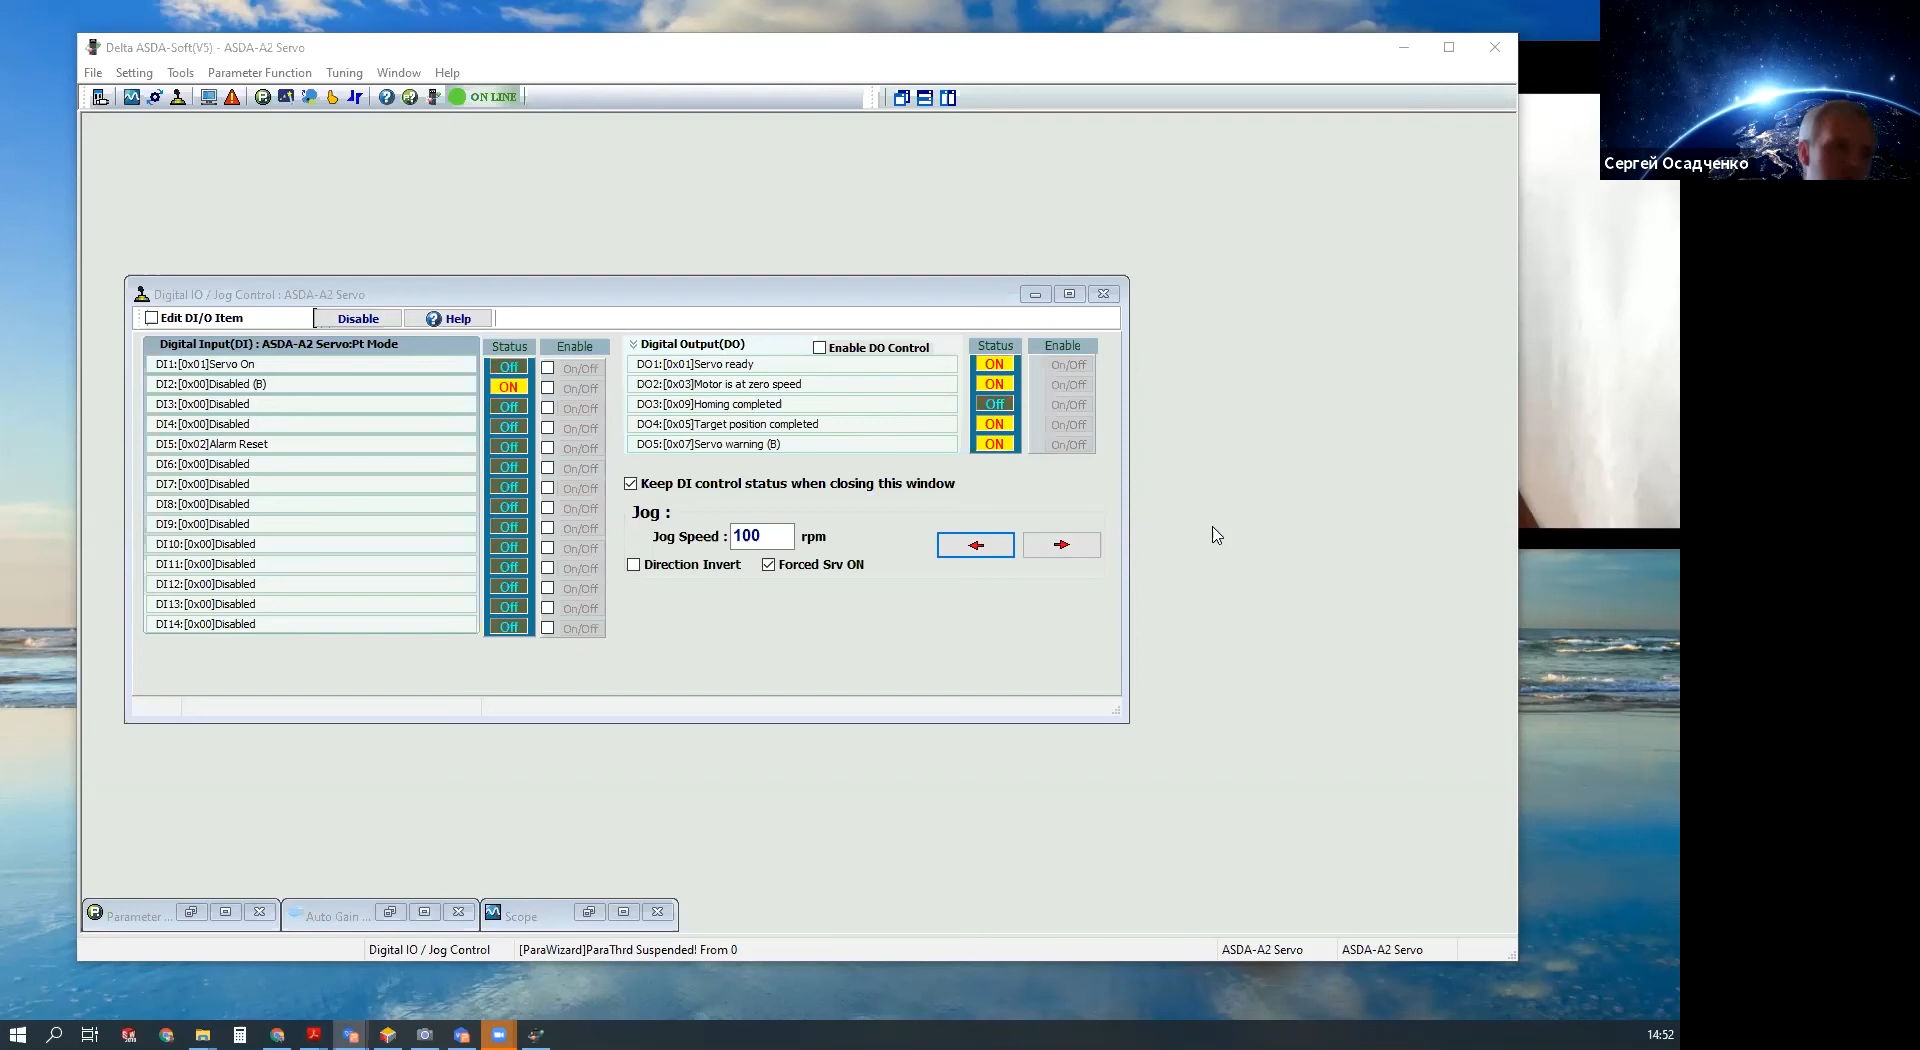 Delta ASDA-Soft(V5) - ASDA-A2 Servo
File Setting Tools Parameter Function Tuning Window Help
ON LINE
Сергей Осадченко
Digital IO / Jog Control : ASDA-A2 Servo
Edit DI/O Item Disable Help
Digital Input(DI) : ASDA-A2 Servo:Pt Mode Status Enable
DI1:[0x01]Servo On Off On/Off
DI2:[0x00]Disabled (B) ON On/Off
DI3:[0x00]Disabled Off On/Off
DI4:[0x00]Disabled Off On/Off
DI5:[0x02]Alarm Reset Off On/Off
DI6:[0x00]Disabled Off On/Off
DI7:[0x00]Disabled Off On/Off
DI8:[0x00]Disabled Off On/Off
DI9:[0x00]Disabled Off On/Off
DI10:[0x00]Disabled Off On/Off
DI11:[0x00]Disabled Off On/Off
DI12:[0x00]Disabled Off On/Off
DI13:[0x00]Disabled Off On/Off
DI14:[0x00]Disabled Off On/Off
Digital Output(DO) Enable DO Control Status Enable
DO1:[0x01]Servo ready ON On/Off
DO2:[0x03]Motor is at zero speed ON On/Off
DO3:[0x09]Homing completed Off On/Off
DO4:[0x05]Target position completed ON On/Off
DO5:[0x07]Servo warning (B) ON On/Off
Keep DI control status when closing this window
Jog :
Jog Speed : 100 rpm
Direction Invert Forced Srv ON
Parameter ... Auto Gain ... Scope
Digital IO / Jog Control [ParaWizard]ParaThrd Suspended! From 0 ASDA-A2 Servo ASDA-A2 Servo
14:52